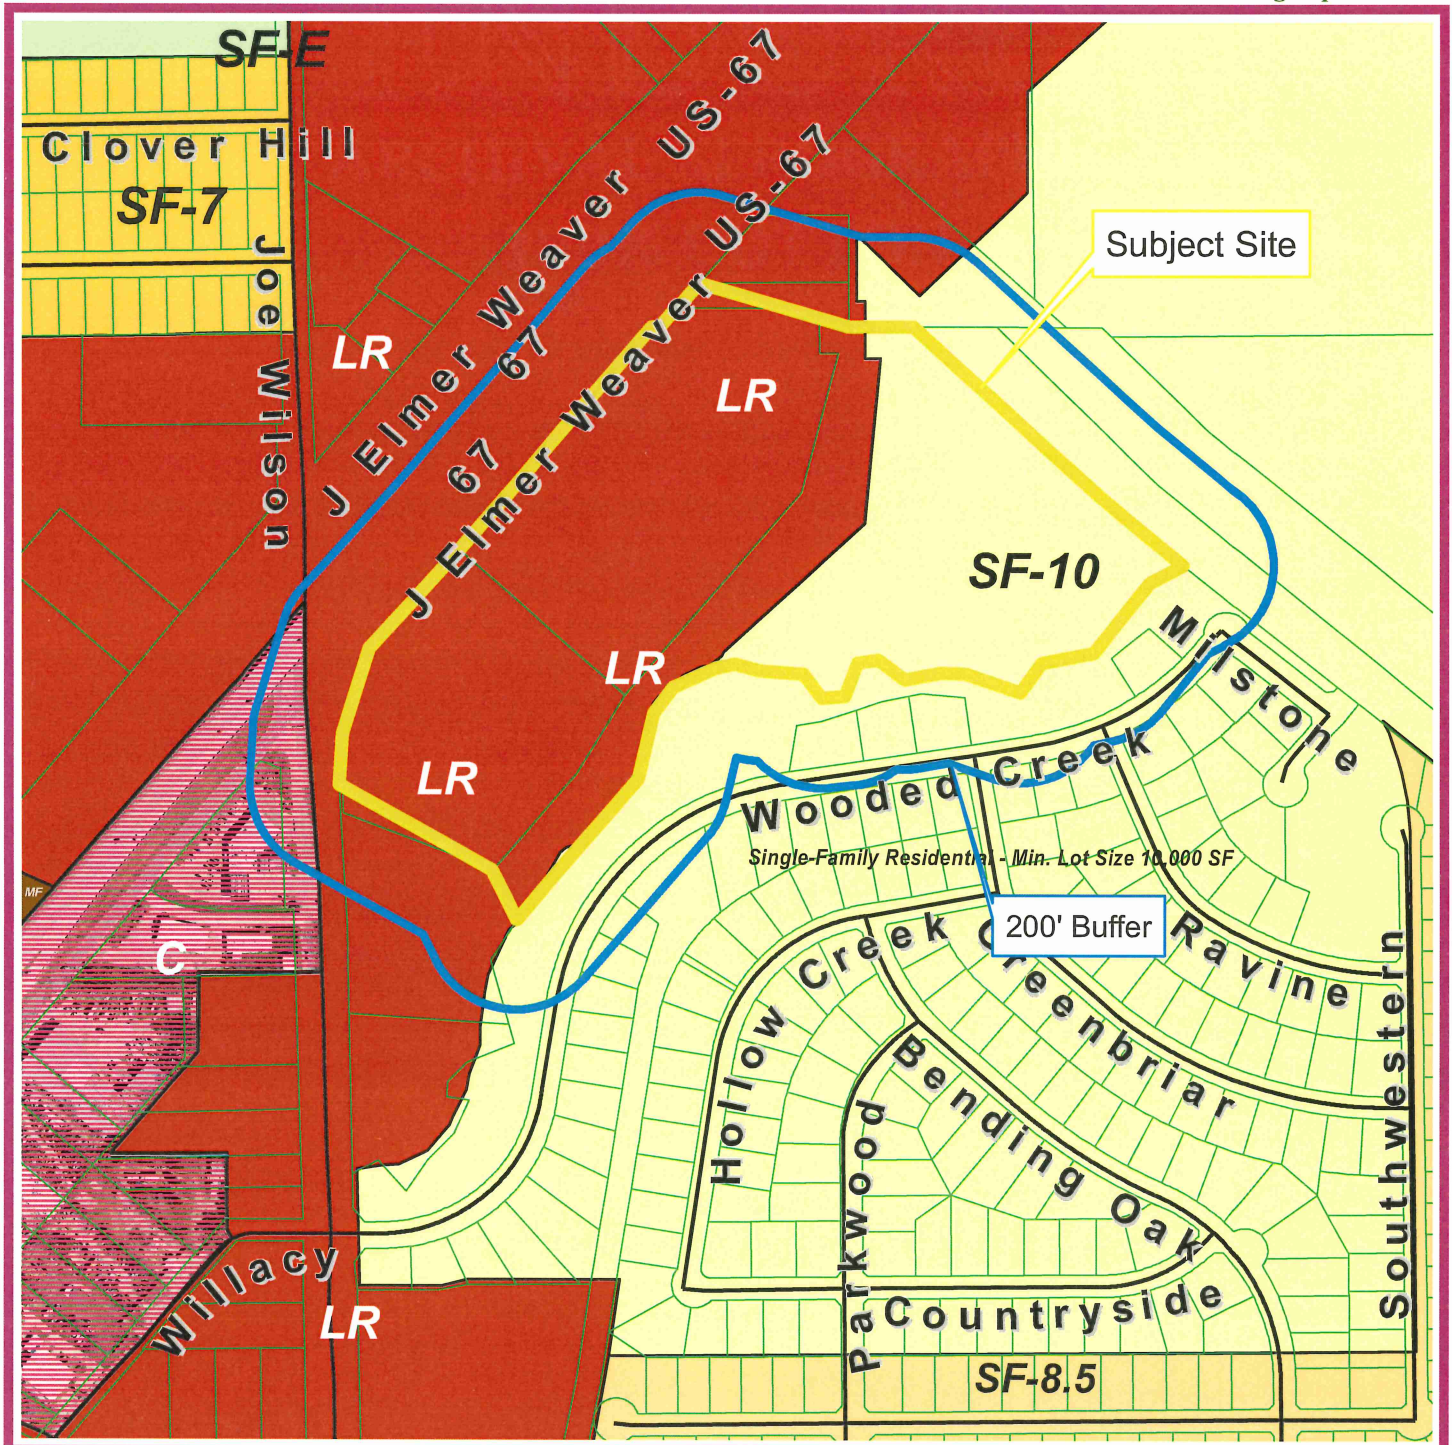 SF-E
Clover Hill
SF-7
Joe Wilson
J Elmer Weaver US-67
J Elmer Weaver US-67
67
67
LR
LR
LR
LR
LR
Subject Site
SF-10
Milstone
Wooded Creek
Single-Family Residential - Min. Lot Size 10,000 SF
200' Buffer
MF
C
Hollow Creek
Greenbriar
Ravine
Southwestern
Bending Oak
Parkwood
Countryside
Willacy
SF-8.5